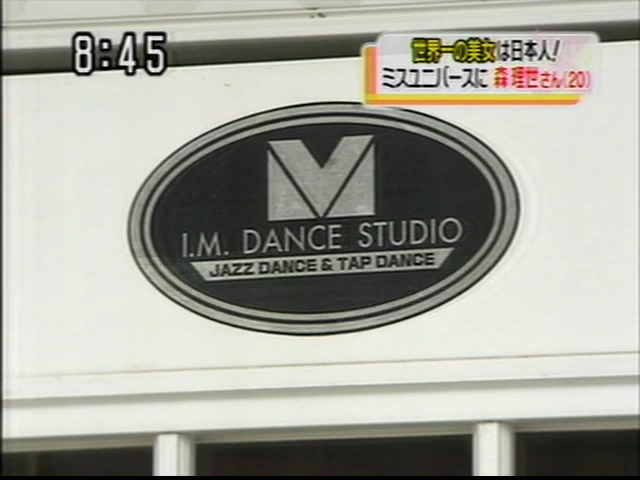 8:45
世界一の美女は日本人!
ミスユニバースに 森 理世さん(20)
M
I.M. DANCE STUDIO
JAZZ DANCE & TAP DANCE